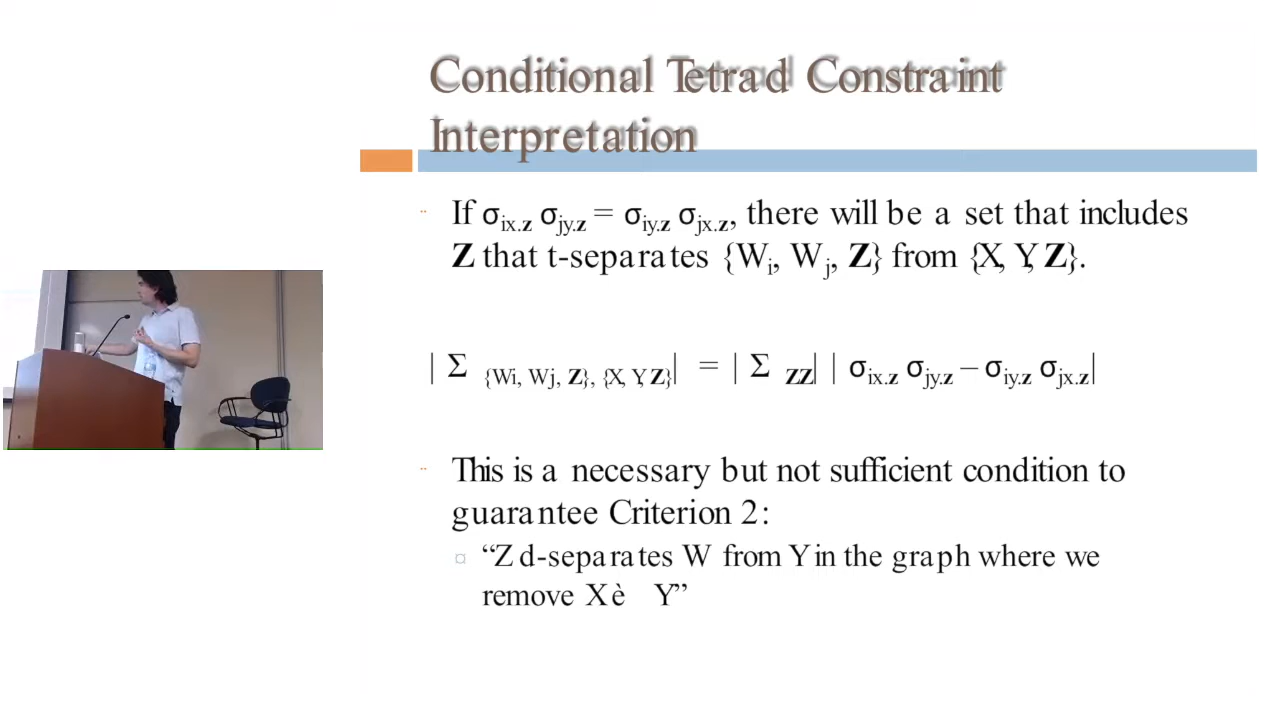 Conditional Tetrad Constraint
Interpretation
If σix.z σjy.z = σiy.z σjx.z, there will be a set that includes
Z that t-separates {Wi, Wj, Z} from {X, Y, Z}.
| Σ {Wi, Wj, Z}, {X, Y, Z}| = | Σ ZZ| | σix.z σjy.z – σiy.z σjx.z|
This is a necessary but not sufficient condition to
guarantee Criterion 2:
“Z d-separates W from Y in the graph where we
remove X è Y”